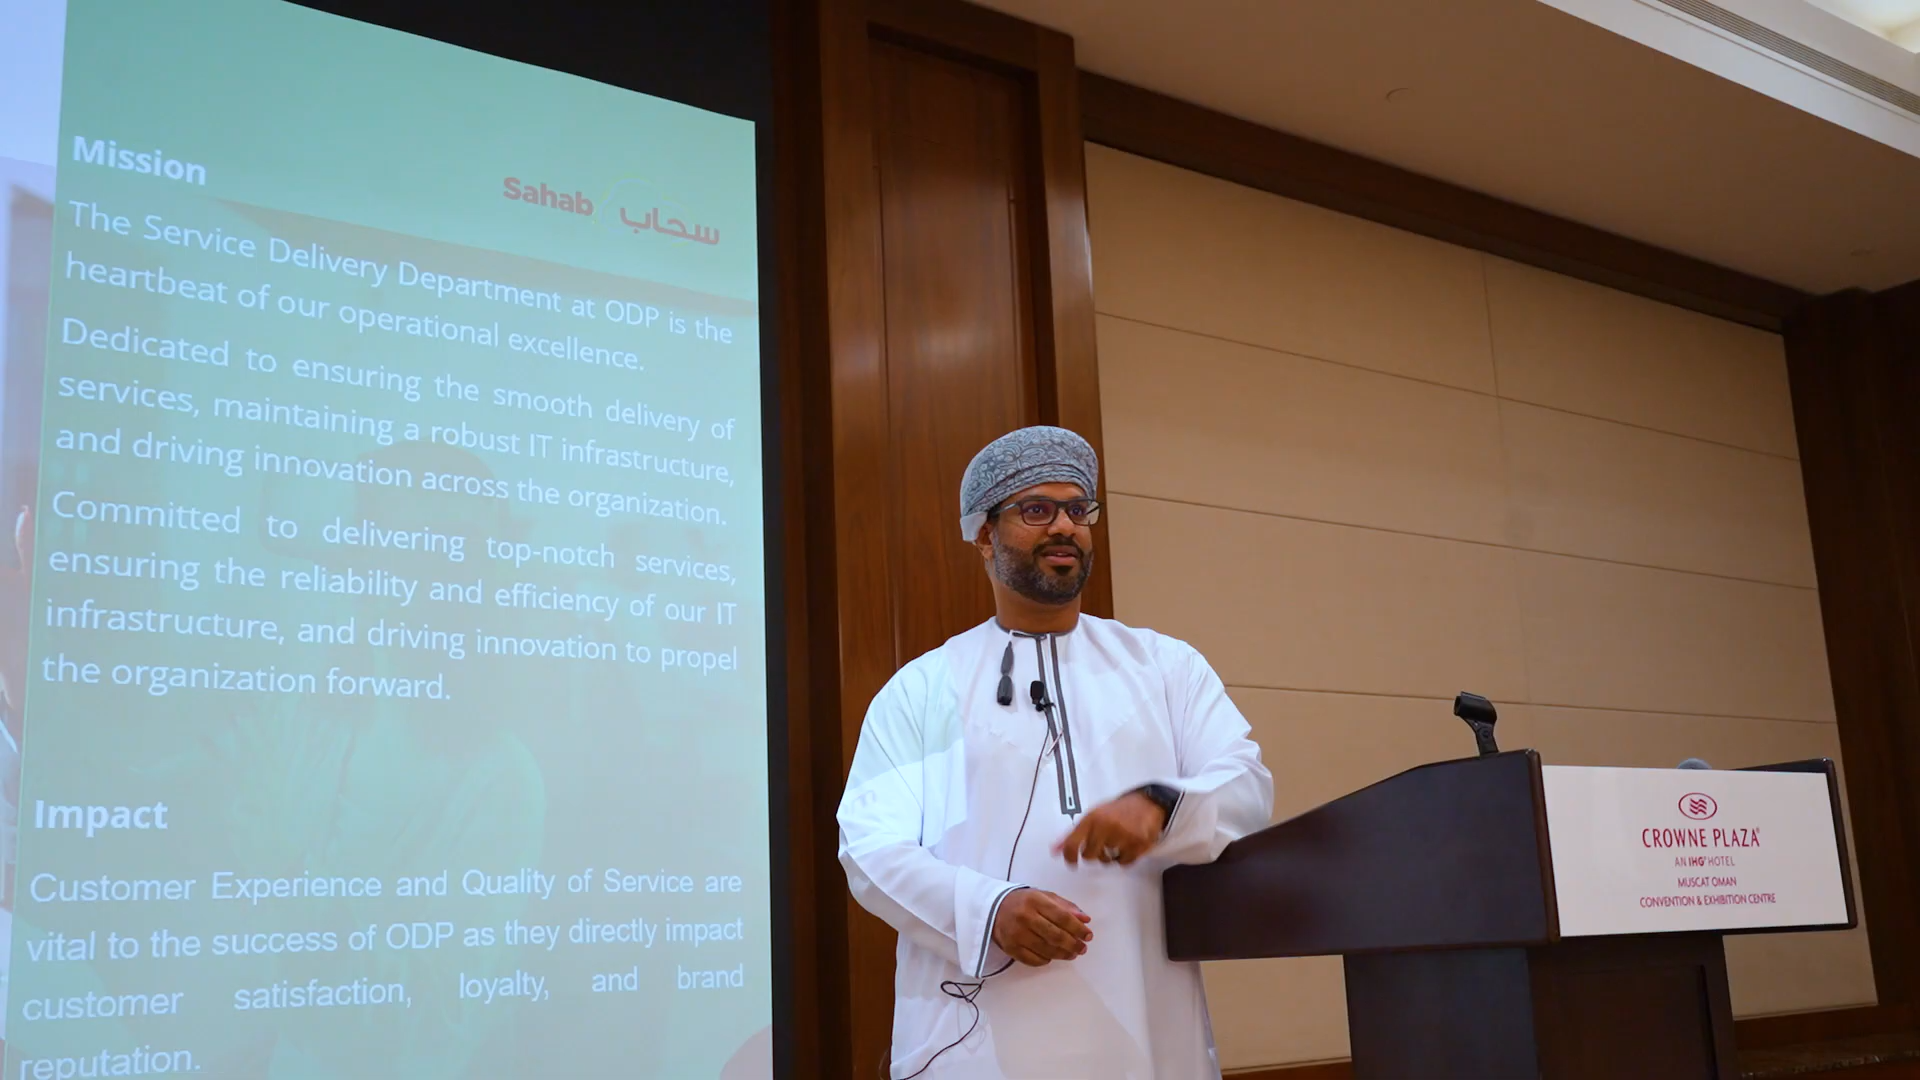 Mission
Sahab سحاب
The Service Delivery Department at ODP is the
heartbeat of our operational excellence.
Dedicated to ensuring the smooth delivery of
services, maintaining a robust IT infrastructure,
and driving innovation across the organization.
Committed to delivering top-notch services,
ensuring the reliability and efficiency of our IT
infrastructure, and driving innovation to propel
the organization forward.
Impact
Customer Experience and Quality of Service are
vital to the success of ODP as they directly impact
customer satisfaction, loyalty, and brand
reputation.
CROWNE PLAZA
AN IHG® HOTEL
MUSCAT OMAN
CONVENTION & EXHIBITION CENTRE